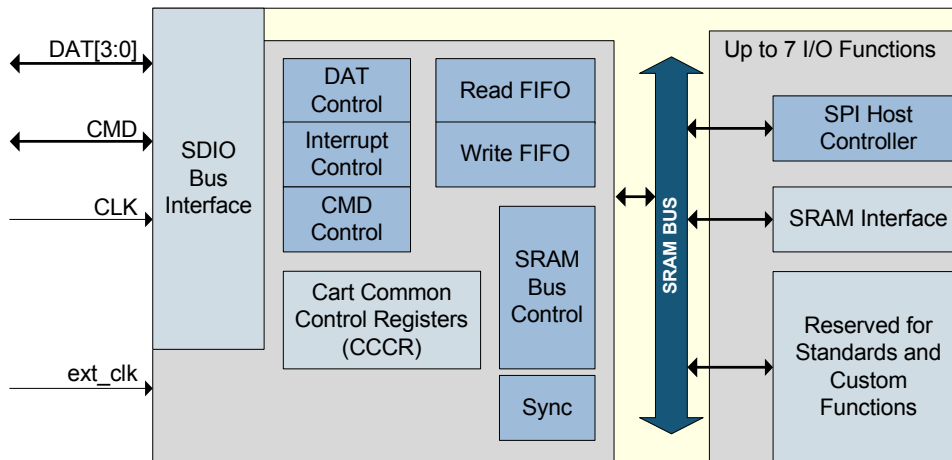 DAT[3:0]
CMD
CLK
ext_clk
SDIO
Bus
Interface
DAT
Control
Interrupt
Control
CMD
Control
Read FIFO
Write FIFO
Cart Common
Control Registers
(CCCR)
SRAM
Bus
Control
Sync
SRAM BUS
Up to 7 I/O Functions
SPI Host
Controller
SRAM Interface
Reserved for
Standards and
Custom
Functions